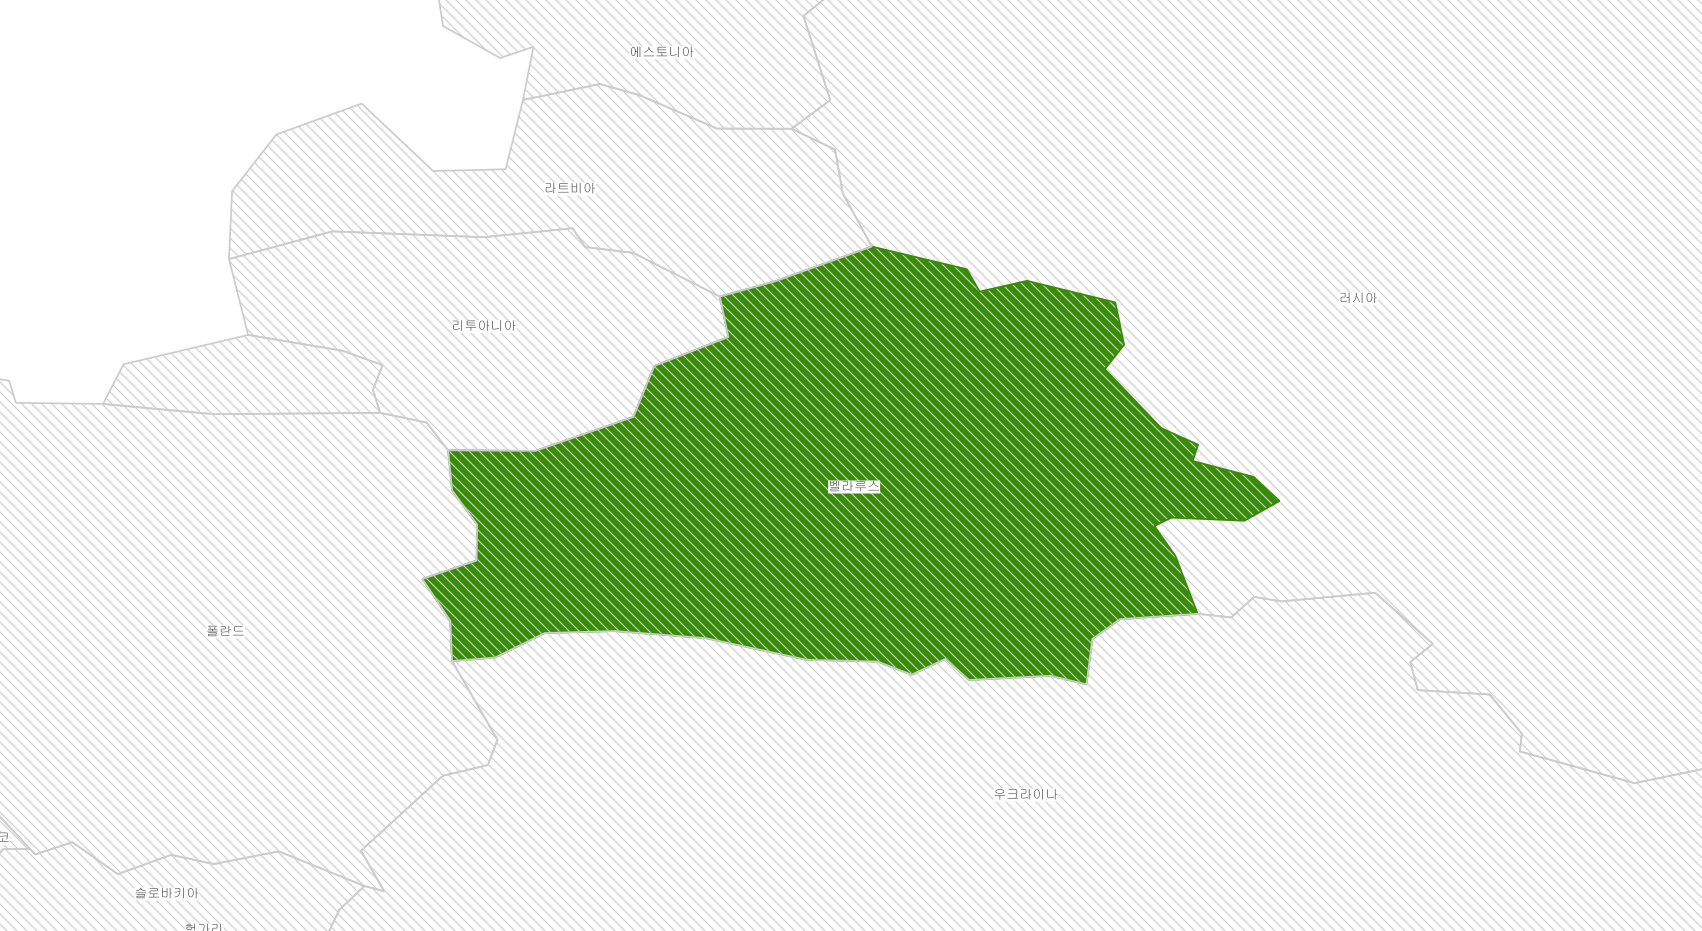 에스토니아
라트비아
러시아
리투아니아
벨라루스
폴란드
우크라이나
코
슬로바키아
헝가리